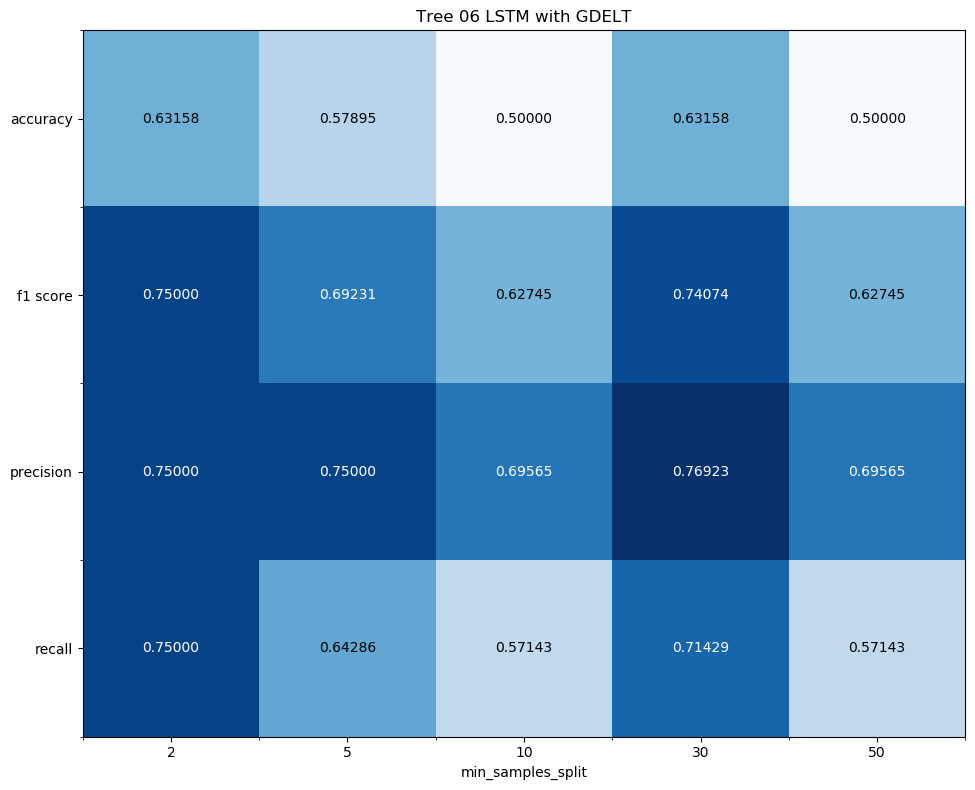 Tree 06 LSTM with GDELT
accuracy 0.63158 0.57895 0.50000 0.63158 0.50000
f1 score 0.75000 0.69231 0.62745 0.74074 0.62745
precision 0.75000 0.75000 0.69565 0.76923 0.69565
recall 0.75000 0.64286 0.57143 0.71429 0.57143
2 5 10 30 50
min_samples_split